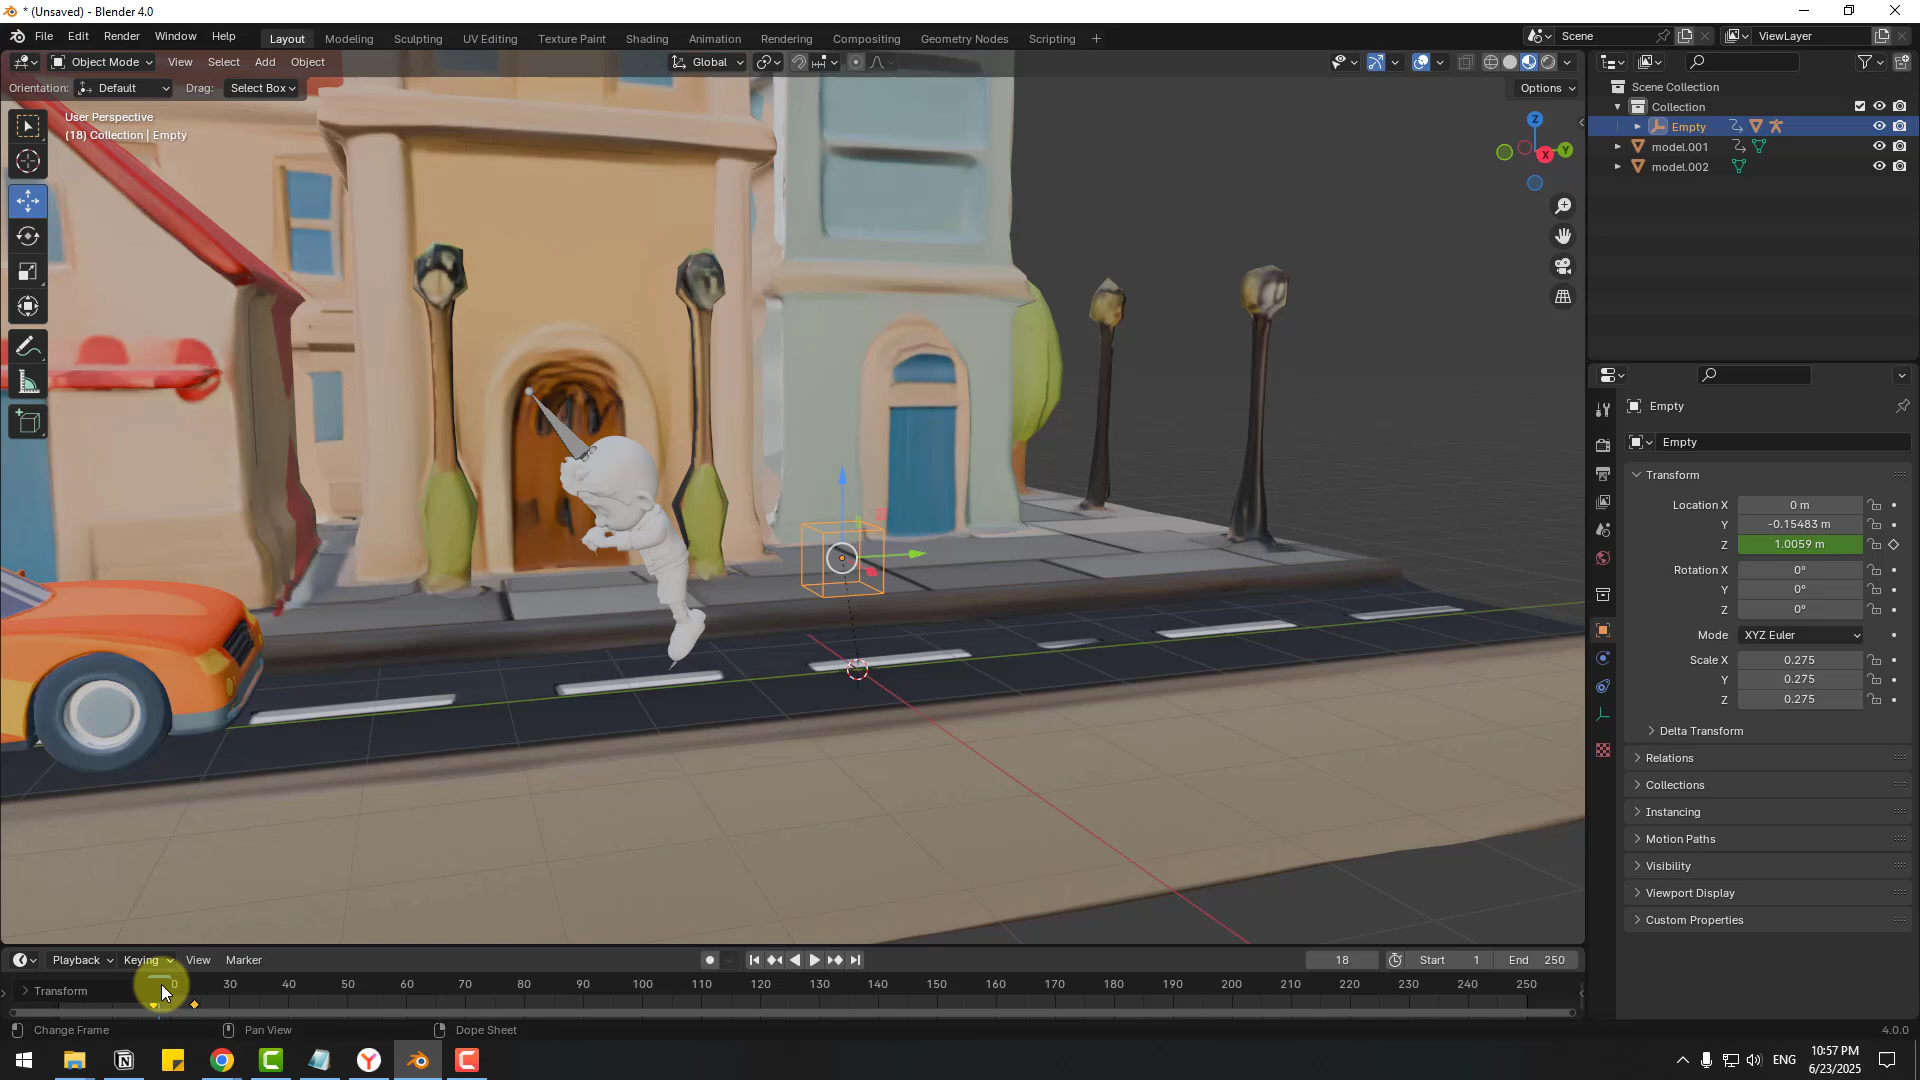 * (Unsaved) - Blender 4.0
File Edit Render Window Help
Layout Modeling Sculpting UV Editing Texture Paint Shading Animation Rendering Compositing Geometry Nodes Scripting +
Scene
ViewLayer
Object Mode View Select Add Object
Global
Orientation: Default Drag: Select Box
Options
User Perspective
(18) Collection | Empty
Z
Y
X
Scene Collection
Collection
Empty
model.001
model.002
Empty
Empty
Transform
Location X 0 m
Y -0.15483 m
Z 1.0059 m
Rotation X 0°
Y 0°
Z 0°
Mode XYZ Euler
Scale X 0.275
Y 0.275
Z 0.275
Delta Transform
Relations
Collections
Instancing
Motion Paths
Visibility
Viewport Display
Custom Properties
Playback Keying View Marker
18 Start 1 End 250
Transform
0 30 40 50 60 70 80 90 100 110 120 130 140 150 160 170 180 190 200 210 220 230 240 250
Change Frame Pan View Dope Sheet
4.0.0
ENG
10:57 PM
6/23/2025